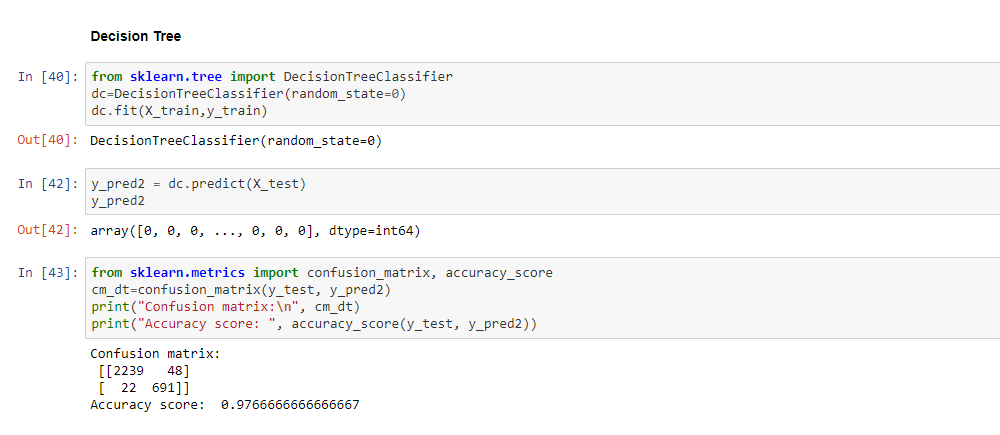 Decision Tree
In [40]: from sklearn.tree import DecisionTreeClassifier
dc=DecisionTreeClassifier(random_state=0)
dc.fit(X_train,y_train)
Out[40]: DecisionTreeClassifier(random_state=0)
In [42]: y_pred2 = dc.predict(X_test)
y_pred2
Out[42]: array([0, 0, 0, ..., 0, 0, 0], dtype=int64)
In [43]: from sklearn.metrics import confusion_matrix, accuracy_score
cm_dt=confusion_matrix(y_test, y_pred2)
print("Confusion matrix:\n", cm_dt)
print("Accuracy score: ", accuracy_score(y_test, y_pred2))
Confusion matrix:
 [[2239   48]
 [  22  691]]
Accuracy score:  0.9766666666666667